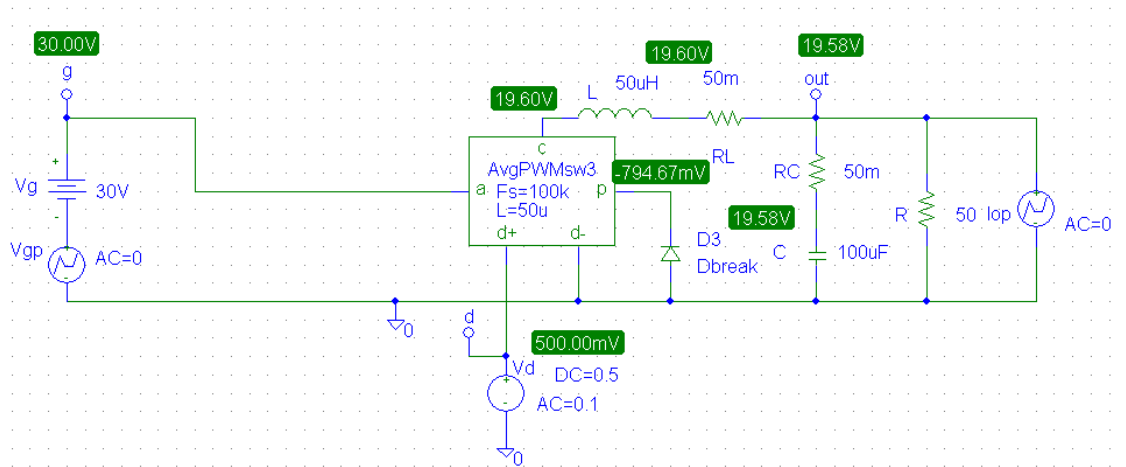 30.00V
g
Vg
+
-
30V
Vgp
AC=0
19.60V
L
50uH
19.60V
50m
RL
19.58V
out
c
AvgPWMsw3
a
Fs=100k
p
L=50u
d+
d-
-794.67mV
D3
Dbreak
19.58V
RC
50m
C
100uF
R
50
Iop
AC=0
0
d
500.00mV
Vd
DC=0.5
+
-
AC=0.1
0